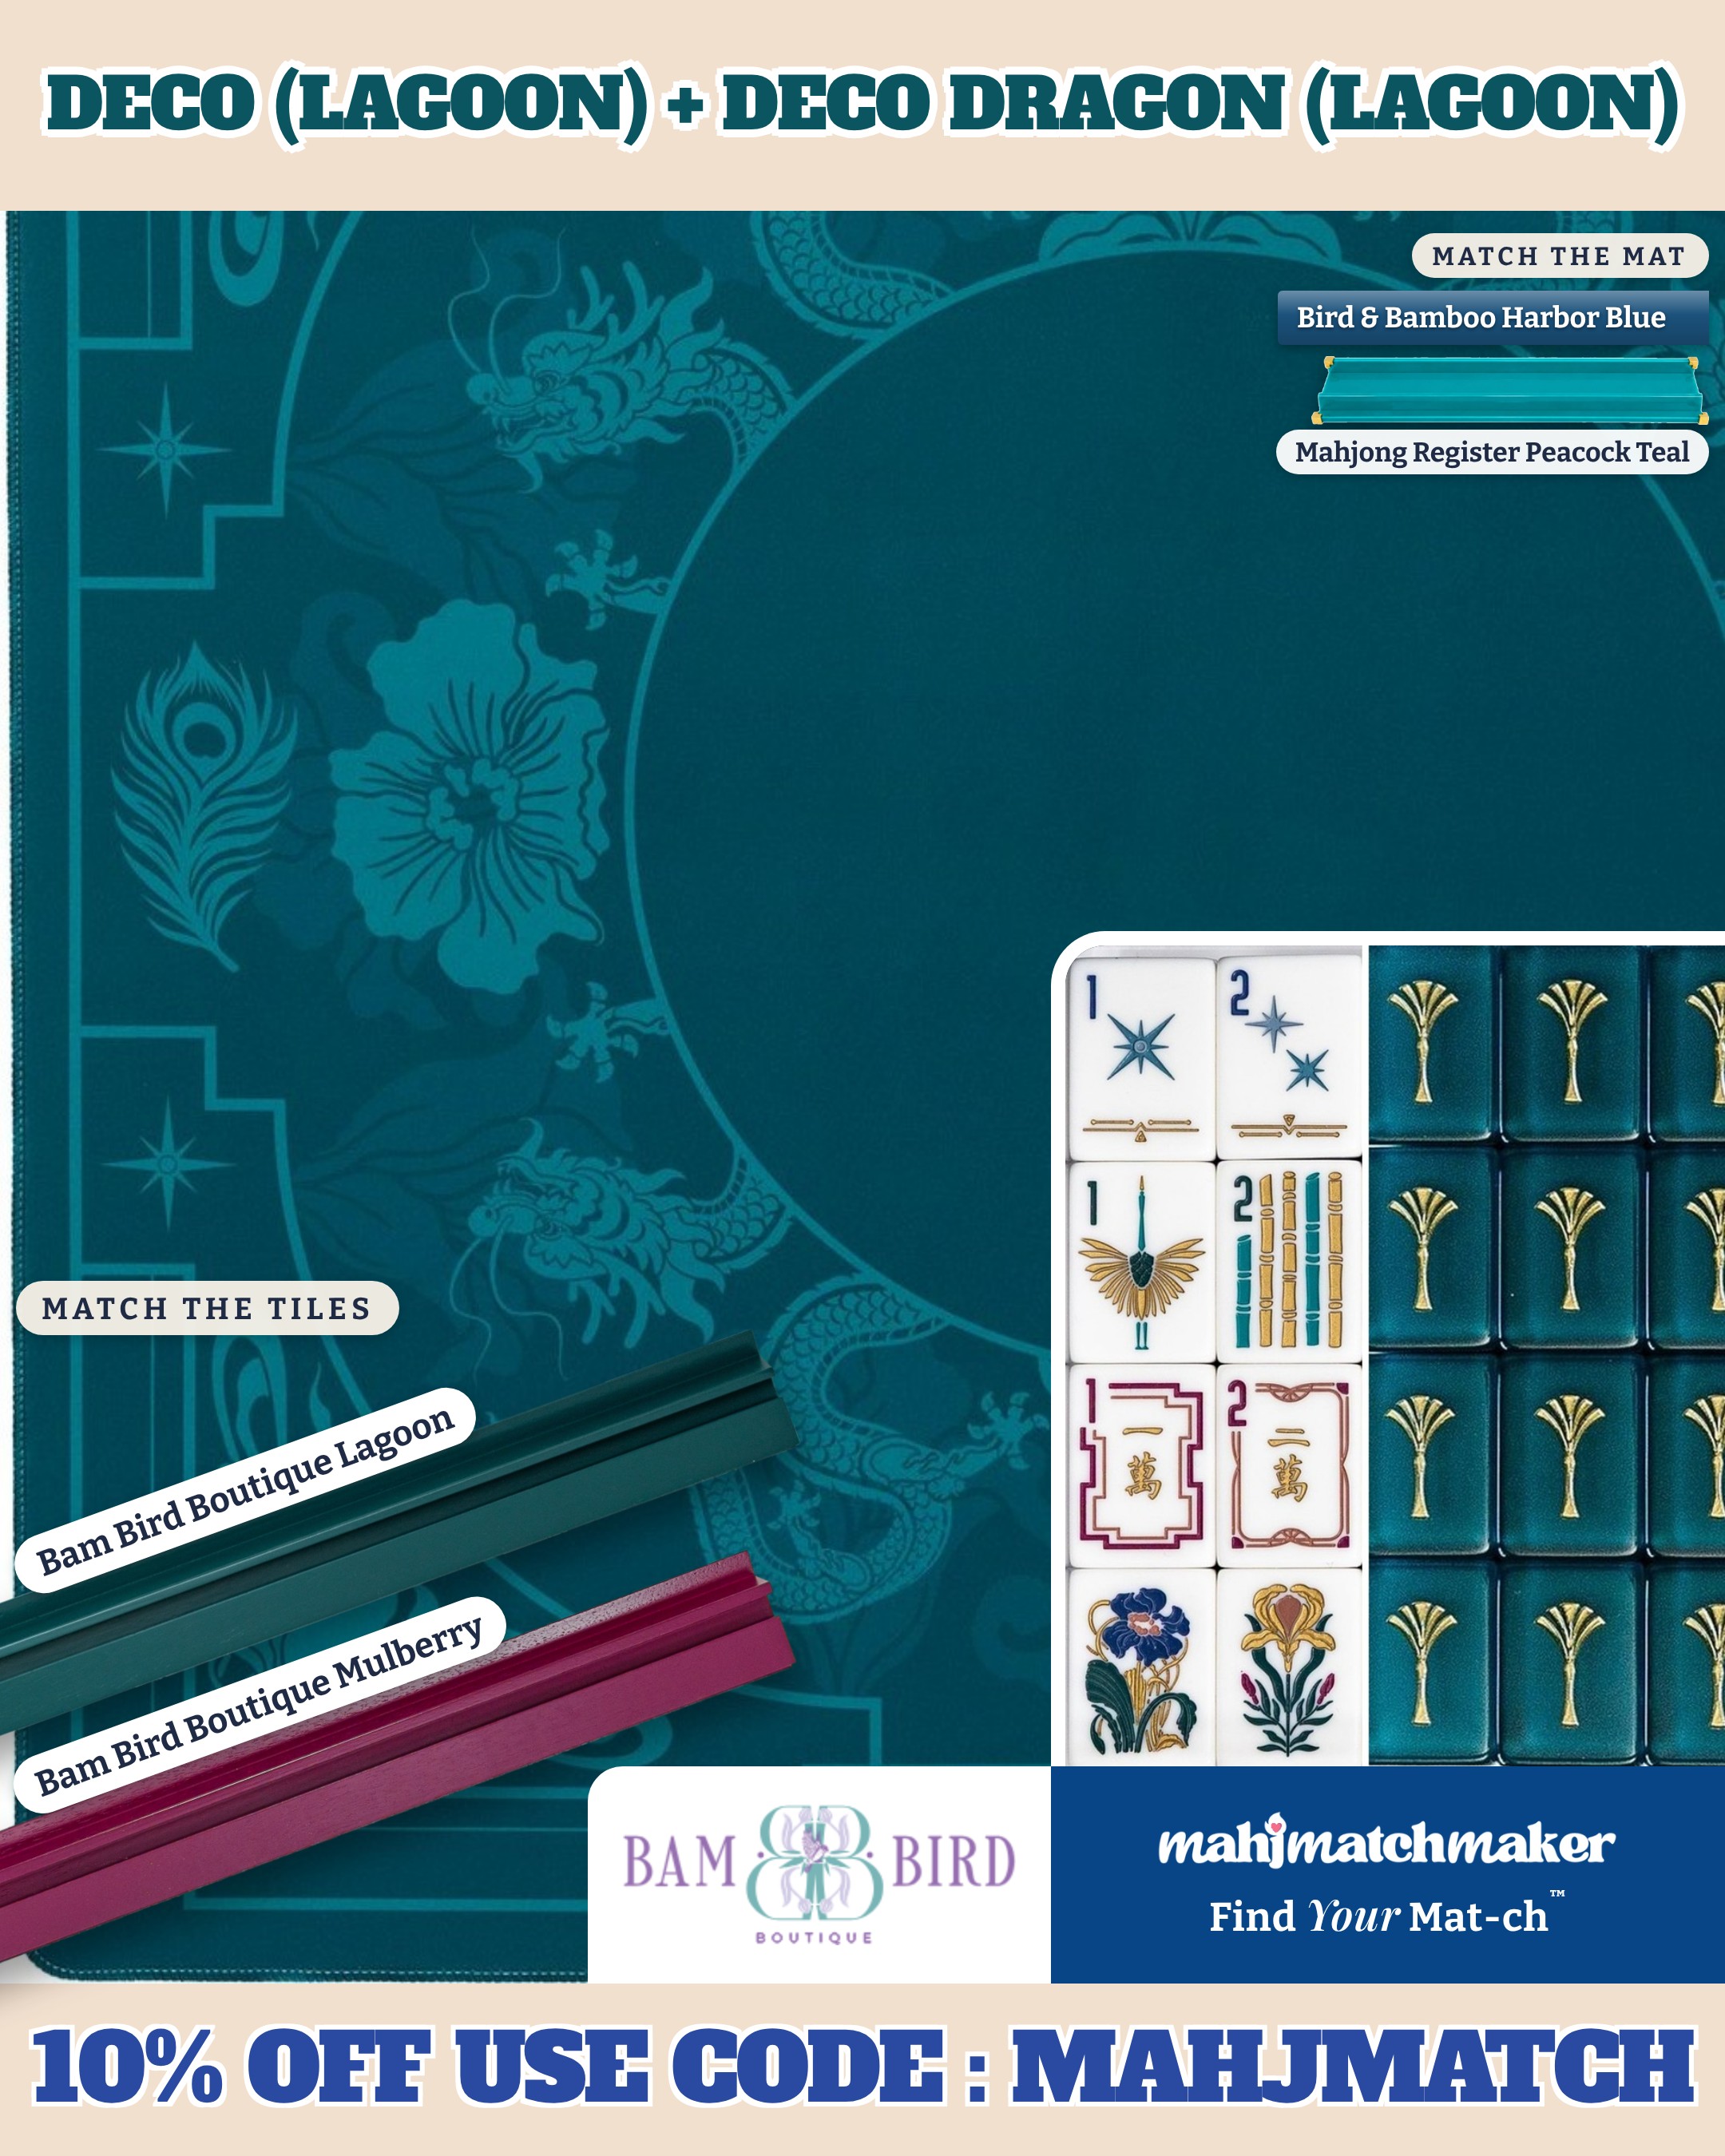 DECO (LAGOON) + DECO DRAGON (LAGOON)
MATCH THE MAT
Bird & Bamboo Harbor Blue
Mahjong Register Peacock Teal
1
2
1
2
1
一
萬
2
二
萬
MATCH THE TILES
Bam Bird Boutique Lagoon
Bam Bird Boutique Mulberry
BAM BIRD
BOUTIQUE
mahjmatchmaker
Find Your Mat-ch™
10% OFF USE CODE : MAHJMATCH